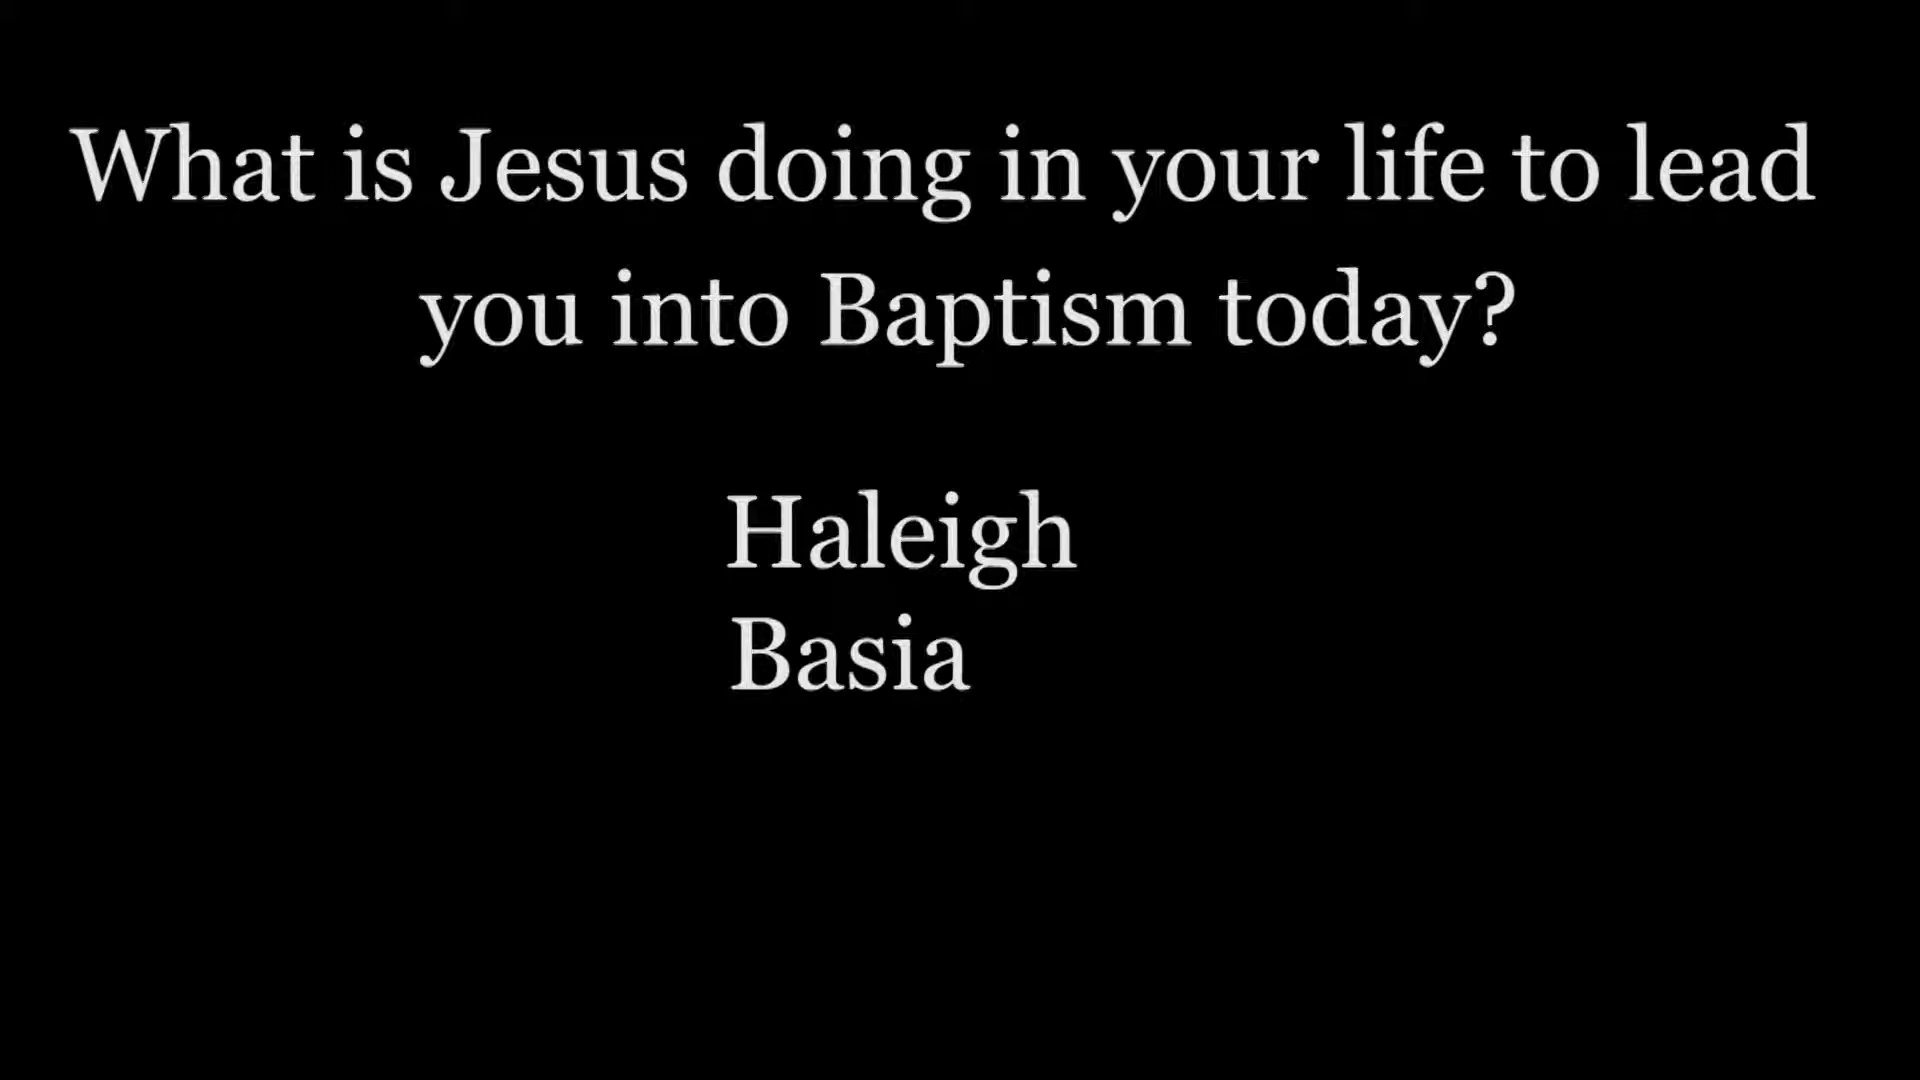 What is Jesus doing in your life to lead
you into Baptism today?
Haleigh
Basia